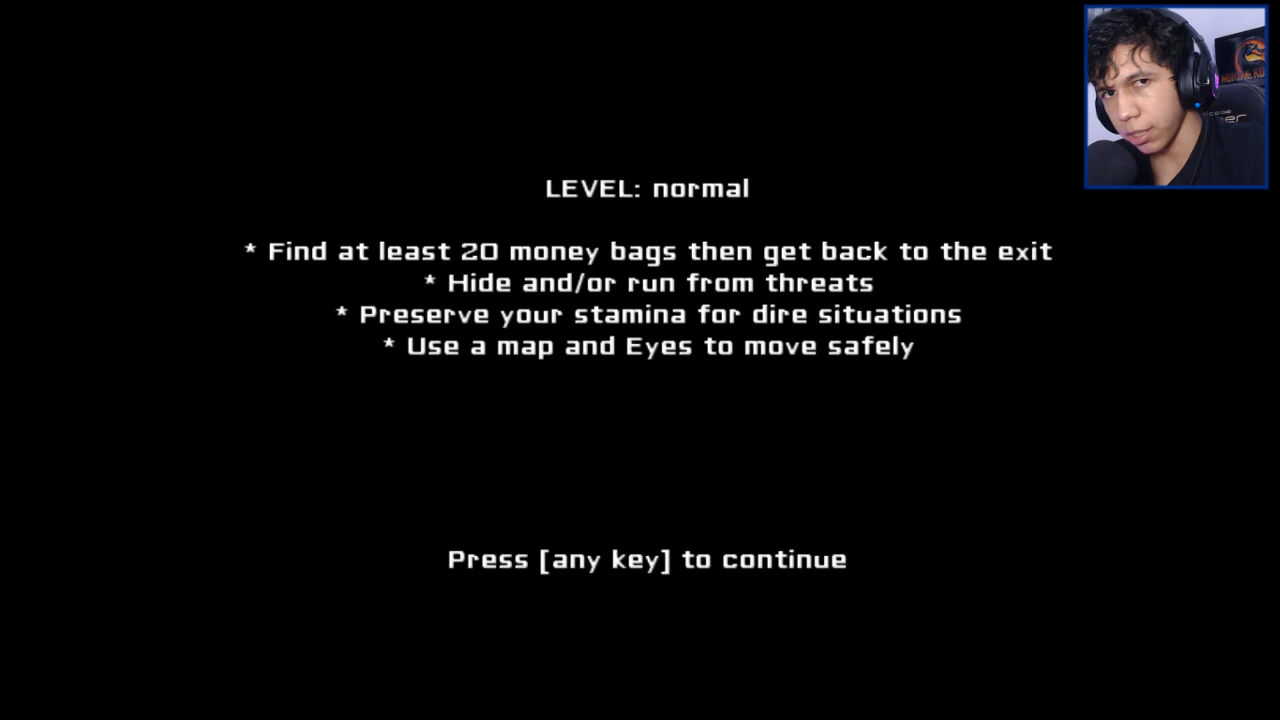 LEVEL: normal
* Find at least 20 money bags then get back to the exit
* Hide and/or run from threats
* Preserve your stamina for dire situations
* Use a map and Eyes to move safely
Press [any key] to continue